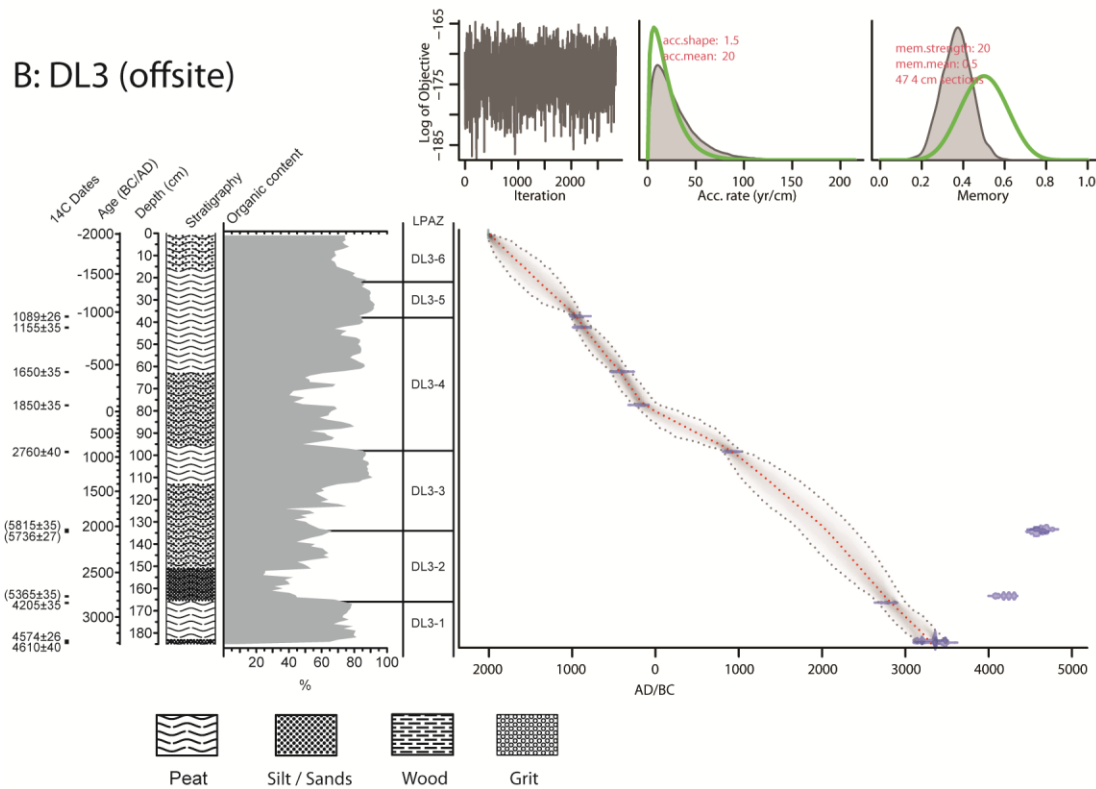 B: DL3 (offsite)
Log of Objective
-165
-175
-185
0 1000 2000
Iteration
acc.shape: 1.5
acc.mean: 20
0 50 100 150 200
Acc. rate (yr/cm)
mem.strength: 20
mem.mean: 0.5
47 4 cm sections
0.0 0.2 0.4 0.6 0.8 1.0
Memory
14C Dates
Age (BC/AD)
Depth (cm)
Stratigraphy
Organic content
LPAZ
1089±26
1155±35
1650±35
1850±35
2760±40
(5815±35)
(5736±27)
(5365±35)
4205±35
4574±26
4610±40
-2000
-1500
-1000
-500
0
500
1000
1500
2000
2500
3000
0
10
20
30
40
50
60
70
80
90
100
110
120
130
140
150
160
170
180
20 40 60 80 100
%
DL3-6
DL3-5
DL3-4
DL3-3
DL3-2
DL3-1
2000 1000 0 1000 2000 3000 4000 5000
AD/BC
Peat Silt / Sands Wood Grit